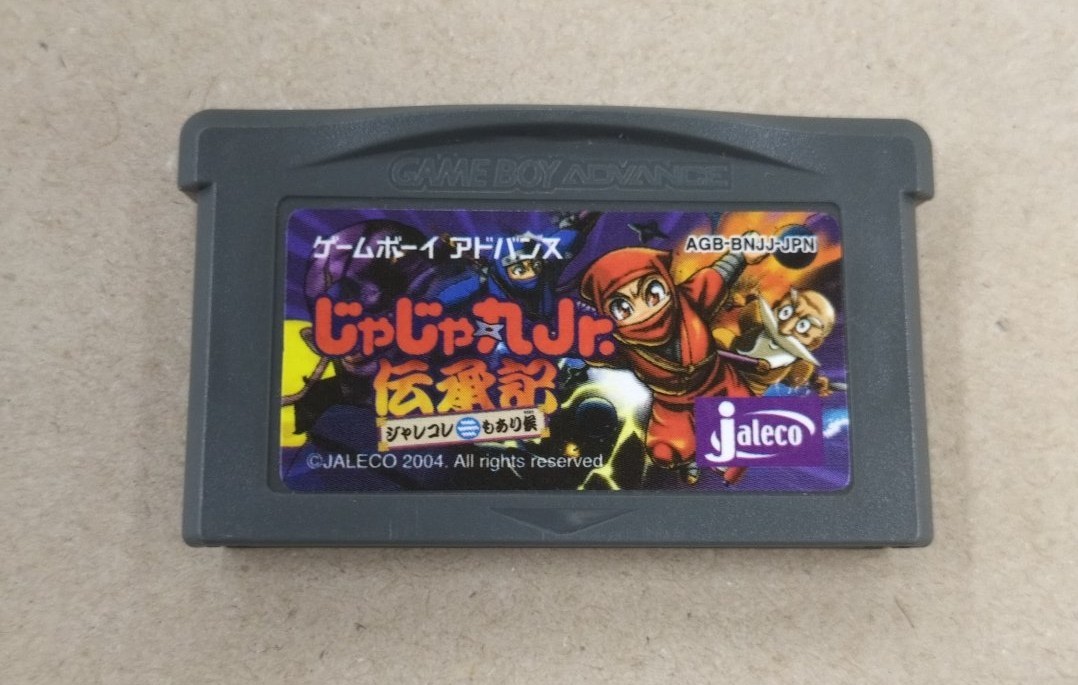 GAME BOY ADVANCE
ゲームボーイ アドバンス
AGB-BNJJ-JPN
じゃじゃ丸Jr.
伝承記
ジャレコレもあり候
©JALECO 2004. All rights reserved
jaleco